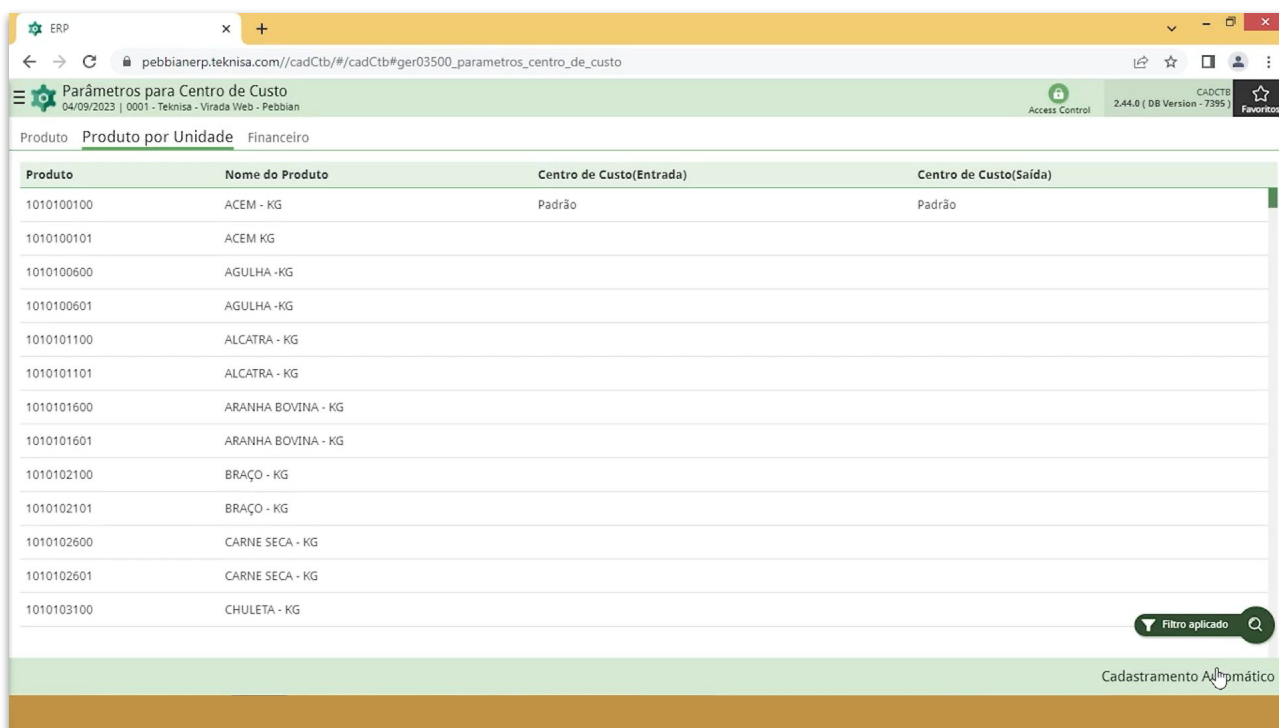 ERP
pebbianerp.teknisa.com//cadCtb/#/cadCtb#ger03500_parametros_centro_de_custo
Parâmetros para Centro de Custo
04/09/2023 | 0001 - Teknisa - Virada Web - Pebbian
Access Control
CADCTB
2.44.0 ( DB Version - 7395 )
Favoritos
Produto Produto por Unidade Financeiro
Produto Nome do Produto Centro de Custo(Entrada) Centro de Custo(Saída)
1010100100 ACEM - KG Padrão Padrão
1010100101 ACEM KG
1010100600 AGULHA -KG
1010100601 AGULHA -KG
1010101100 ALCATRA - KG
1010101101 ALCATRA - KG
1010101600 ARANHA BOVINA - KG
1010101601 ARANHA BOVINA - KG
1010102100 BRAÇO - KG
1010102101 BRAÇO - KG
1010102600 CARNE SECA - KG
1010102601 CARNE SECA - KG
1010103100 CHULETA - KG
Filtro aplicado
Cadastramento Automático